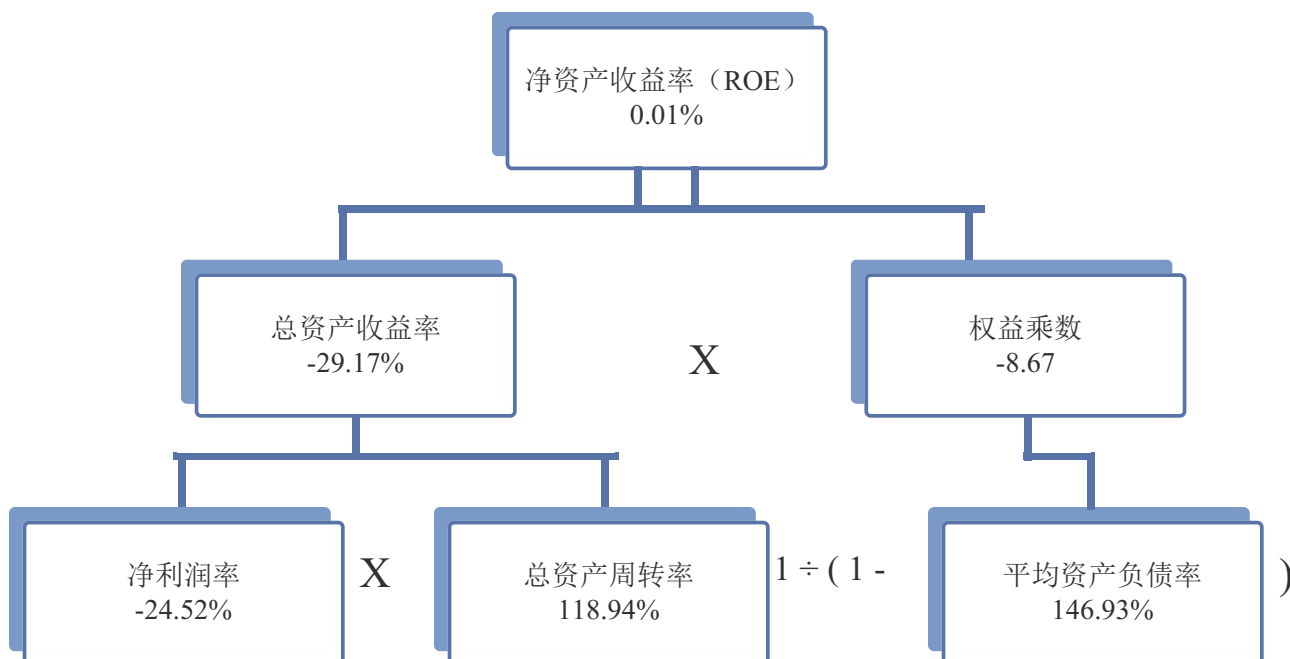 净资产收益率（ROE）
0.01%
总资产收益率
-29.17%
X
权益乘数
-8.67
净利润率
-24.52%
X
总资产周转率
118.94%
1 ÷ ( 1 -
平均资产负债率
146.93%
)